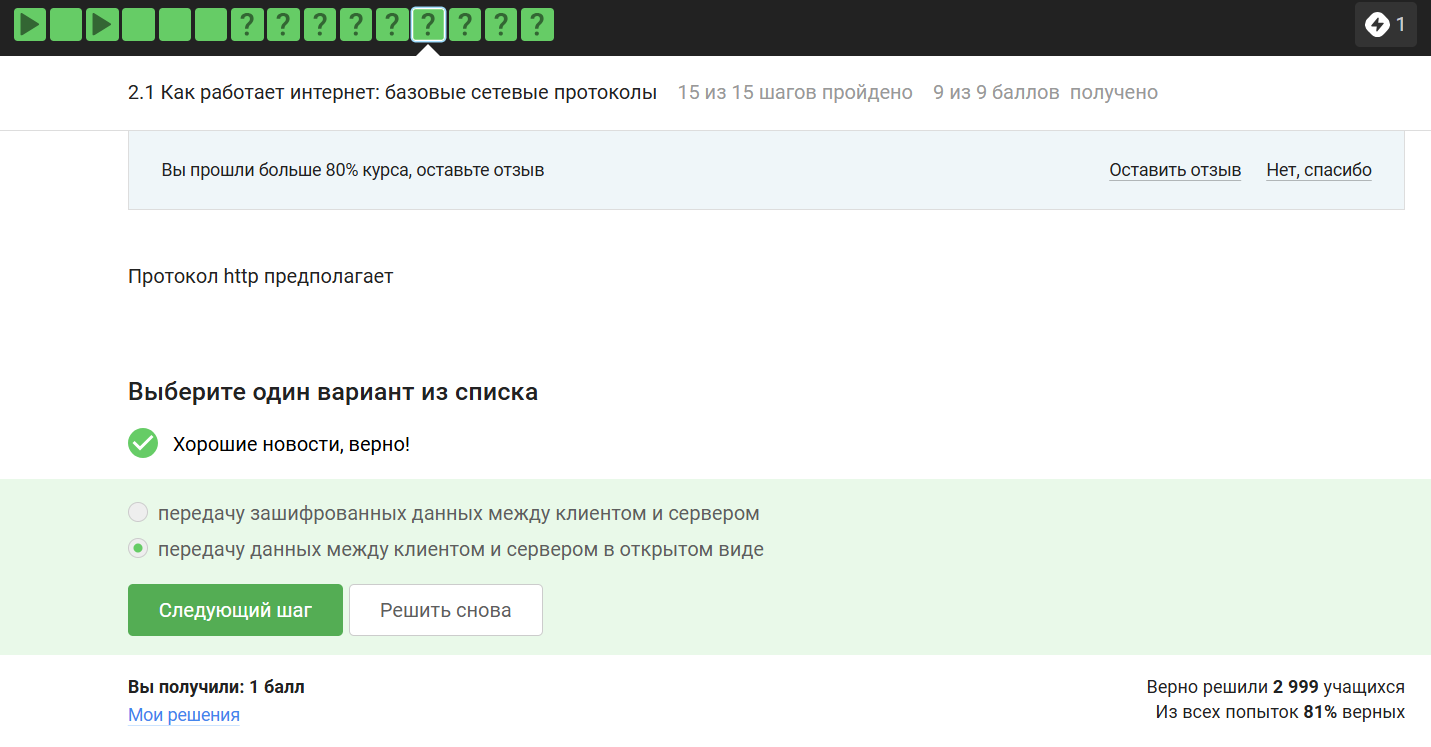 ? ? ? ? ? ? ? ? ? 1
2.1 Как работает интернет: базовые сетевые протоколы 15 из 15 шагов пройдено 9 из 9 баллов получено
Вы прошли больше 80% курса, оставьте отзыв Оставить отзыв Нет, спасибо
Протокол http предполагает
Выберите один вариант из списка
Хорошие новости, верно!
передачу зашифрованных данных между клиентом и сервером
передачу данных между клиентом и сервером в открытом виде
Следующий шаг Решить снова
Вы получили: 1 балл Верно решили 2 999 учащихся
Мои решения Из всех попыток 81% верных